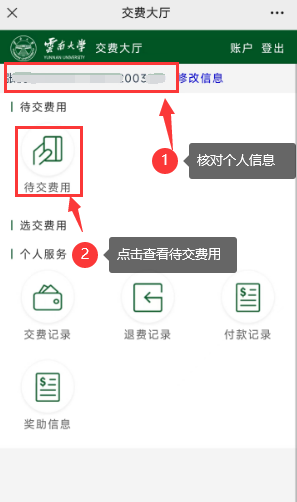 交费大厅
雲南大学 交费大厅 账户 登出
YUNNAN UNIVERSITY
2003 修改信息
待交费用
1 核对个人信息
待交费用
选交费用
个人服务 2 点击查看待交费用
交费记录 退费记录 付款记录
奖助信息